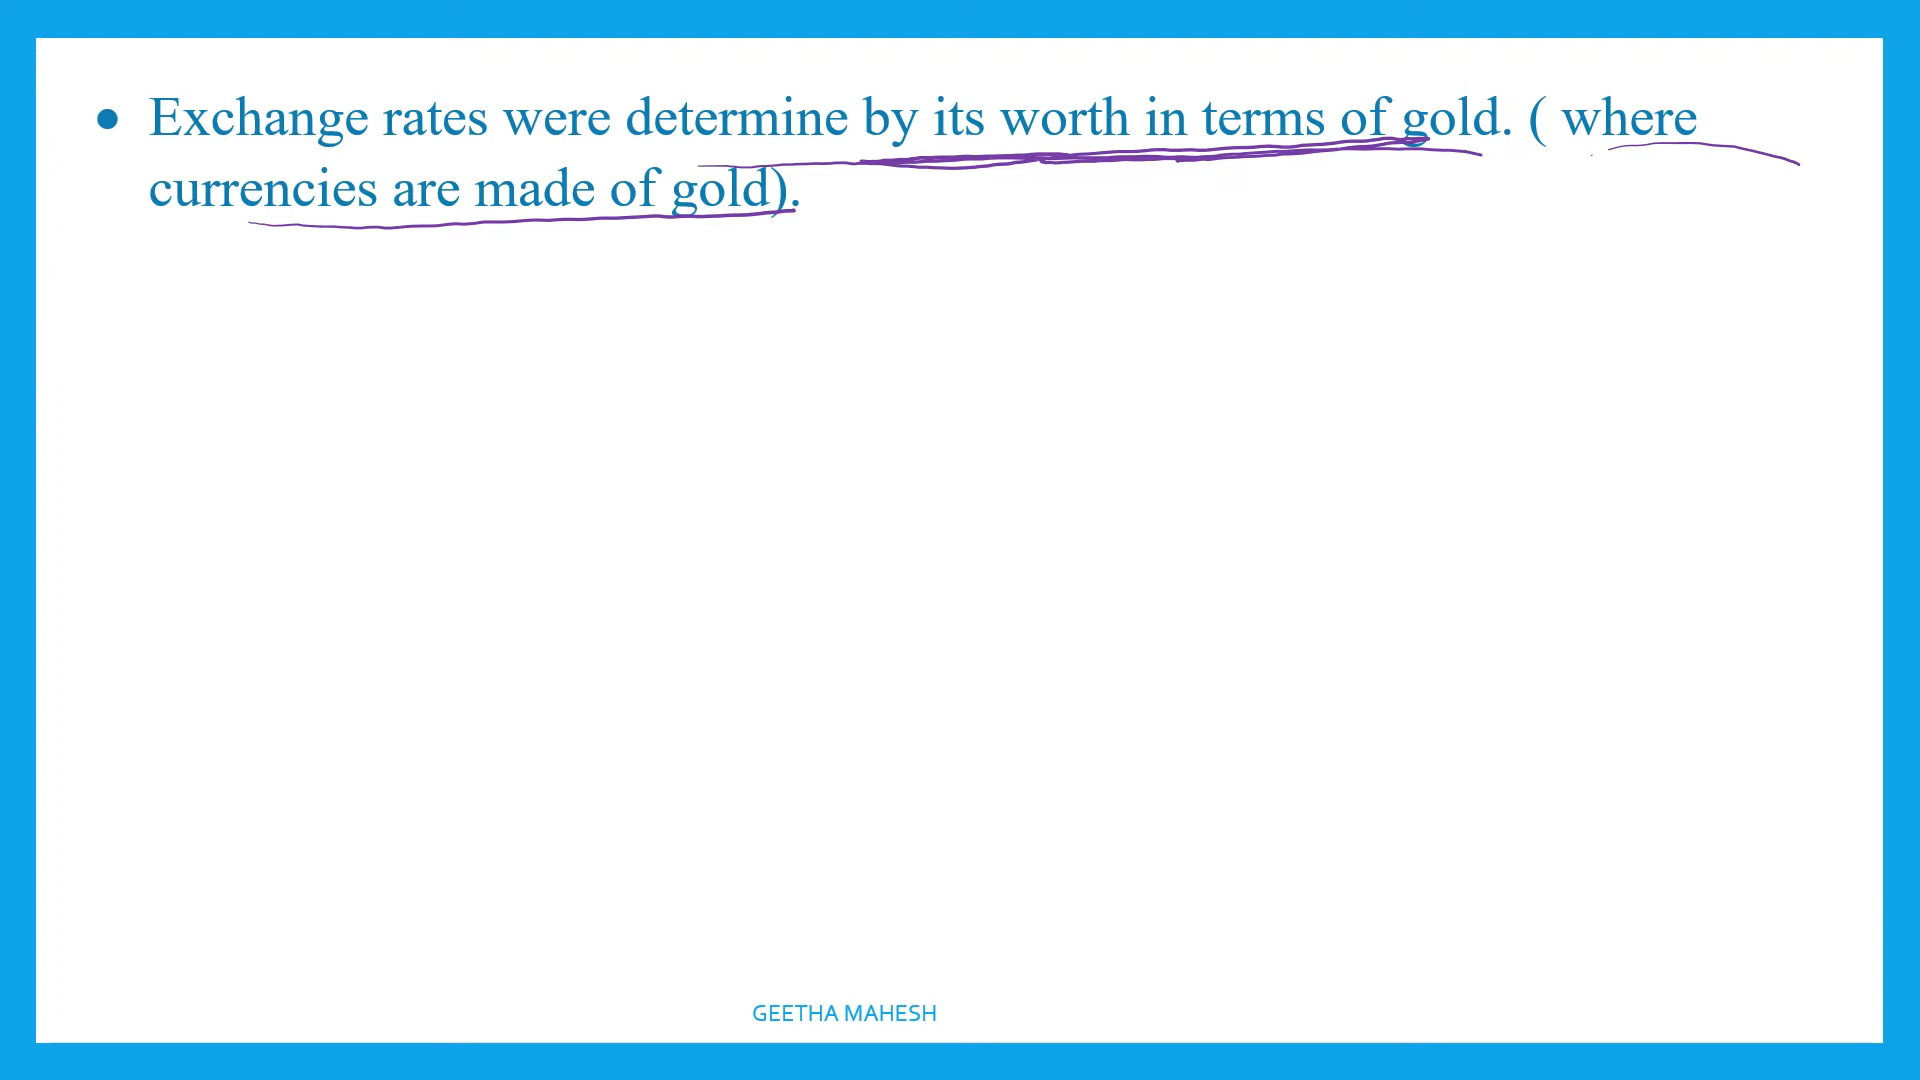 • Exchange rates were determine by its worth in terms of gold. ( where
currencies are made of gold).
GEETHA MAHESH